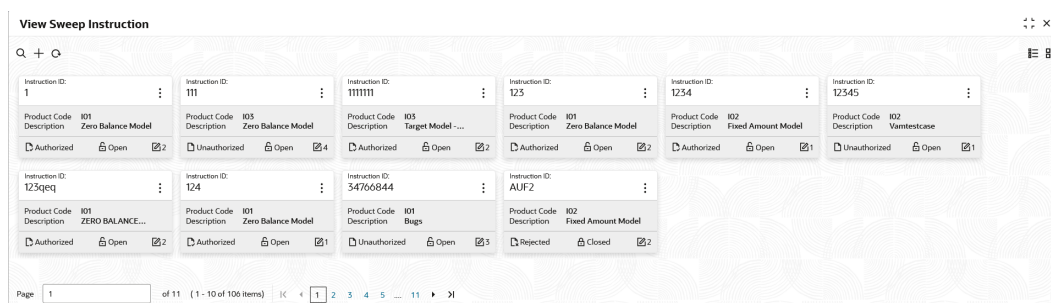 View Sweep Instruction
Instruction ID:
1
Product Code I01
Description Zero Balance Model
Authorized Open 2
Instruction ID:
111
Product Code I03
Description Zero Balance Model
Unauthorized Open 4
Instruction ID:
1111111
Product Code I03
Description Target Model -...
Authorized Open 2
Instruction ID:
123
Product Code I01
Description Zero Balance Model
Authorized Open 2
Instruction ID:
1234
Product Code I02
Description Fixed Amount Model
Authorized Open 1
Instruction ID:
12345
Product Code I02
Description Vamtestcase
Unauthorized Open 1
Instruction ID:
123qeq
Product Code I01
Description ZERO BALANCE...
Authorized Open 2
Instruction ID:
124
Product Code I01
Description Zero Balance Model
Authorized Open 1
Instruction ID:
34766844
Product Code I01
Description Bugs
Unauthorized Open 3
Instruction ID:
AUF2
Product Code I02
Description Fixed Amount Model
Rejected Closed 2
Page 1 of 11 (1 - 10 of 106 items) 1 2 3 4 5 .... 11